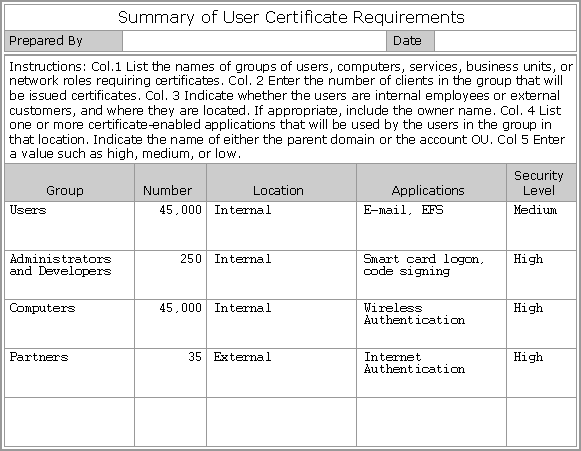 Summary of User Certificate Requirements
Prepared By Date
Instructions: Col.1 List the names of groups of users, computers, services, business units, or
network roles requiring certificates. Col. 2 Enter the number of clients in the group that will
be issued certificates. Col. 3 Indicate whether the users are internal employees or external
customers, and where they are located. If appropriate, include the owner name. Col. 4 List
one or more certificate-enabled applications that will be used by the users in the group in
that location. Indicate the name of either the parent domain or the account OU. Col 5 Enter
a value such as high, medium, or low.
Group Number Location Applications Security Level
Users 45,000 Internal E-mail, EFS Medium
Administrators 250 Internal Smart card logon, High
and Developers code signing
Computers 45,000 Internal Wireless High
Authentication
Partners 35 External Internet High
Authentication